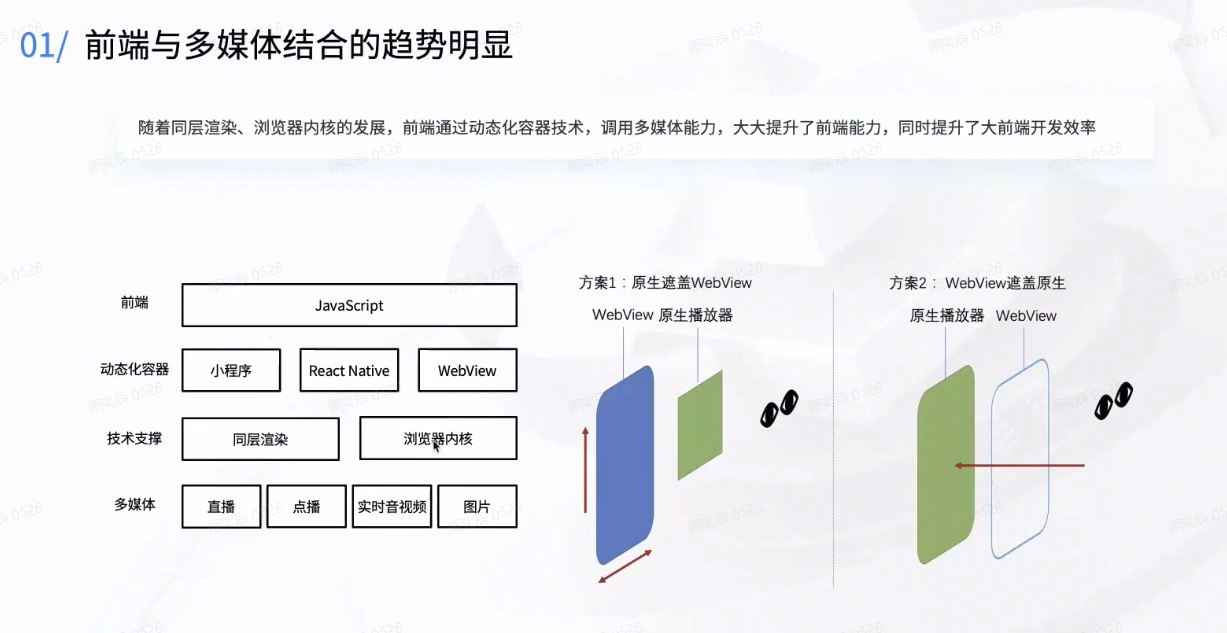 01/ 前端与多媒体结合的趋势明显
随着同层渲染、浏览器内核的发展，前端通过动态化容器技术，调用多媒体能力，大大提升了前端能力，同时提升了大前端开发效率
前端
JavaScript
动态化容器
小程序
React Native
WebView
技术支撑
同层渲染
浏览器内核
多媒体
直播
点播
实时音视频
图片
方案1：原生遮盖WebView
WebView 原生播放器
方案2：WebView遮盖原生
原生播放器 WebView